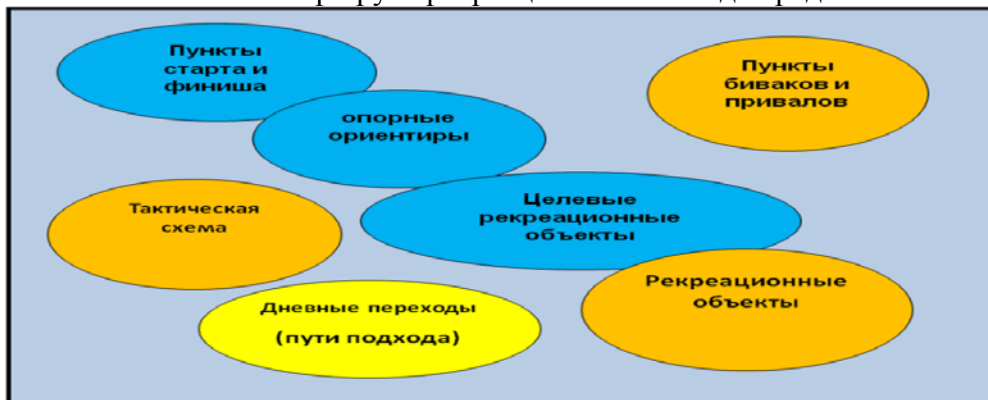 Пункты
старта и
финиша
опорные
ориентиры
Пункты
биваков и
привалов
Тактическая
схема
Целевые
рекреационные
объекты
Рекреационные
объекты
Дневные переходы
(пути подхода)